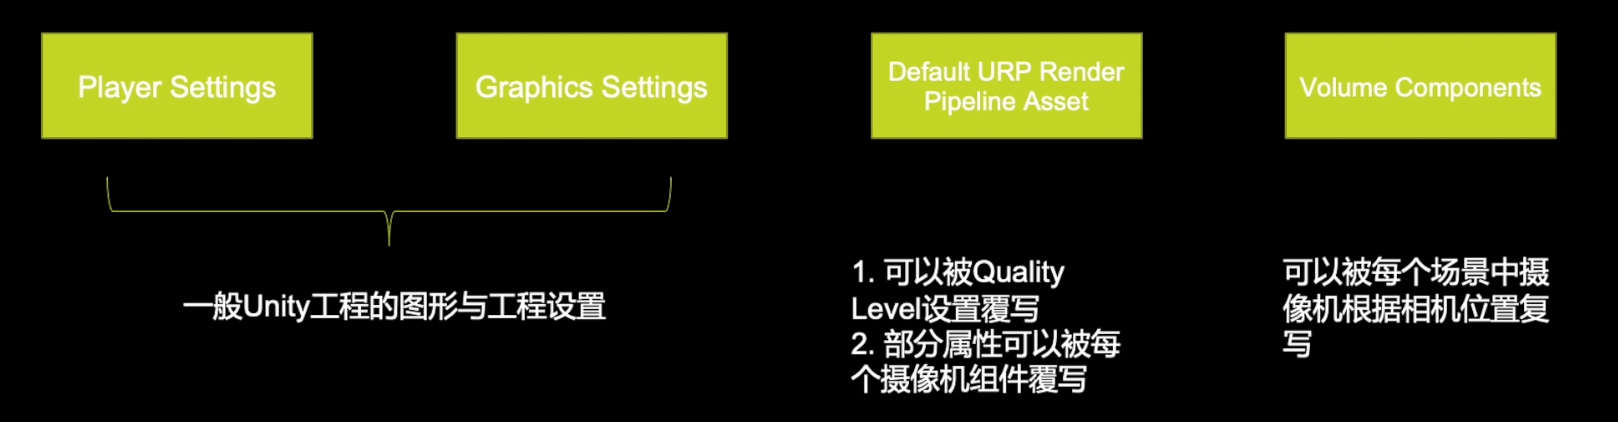 Player Settings
Graphics Settings
Default URP Render
Pipeline Asset
Volume Components
一般Unity工程的图形与工程设置
1. 可以被Quality
Level设置覆写
2. 部分属性可以被每
个摄像机组件覆写
可以被每个场景中摄
像机根据相机位置复
写